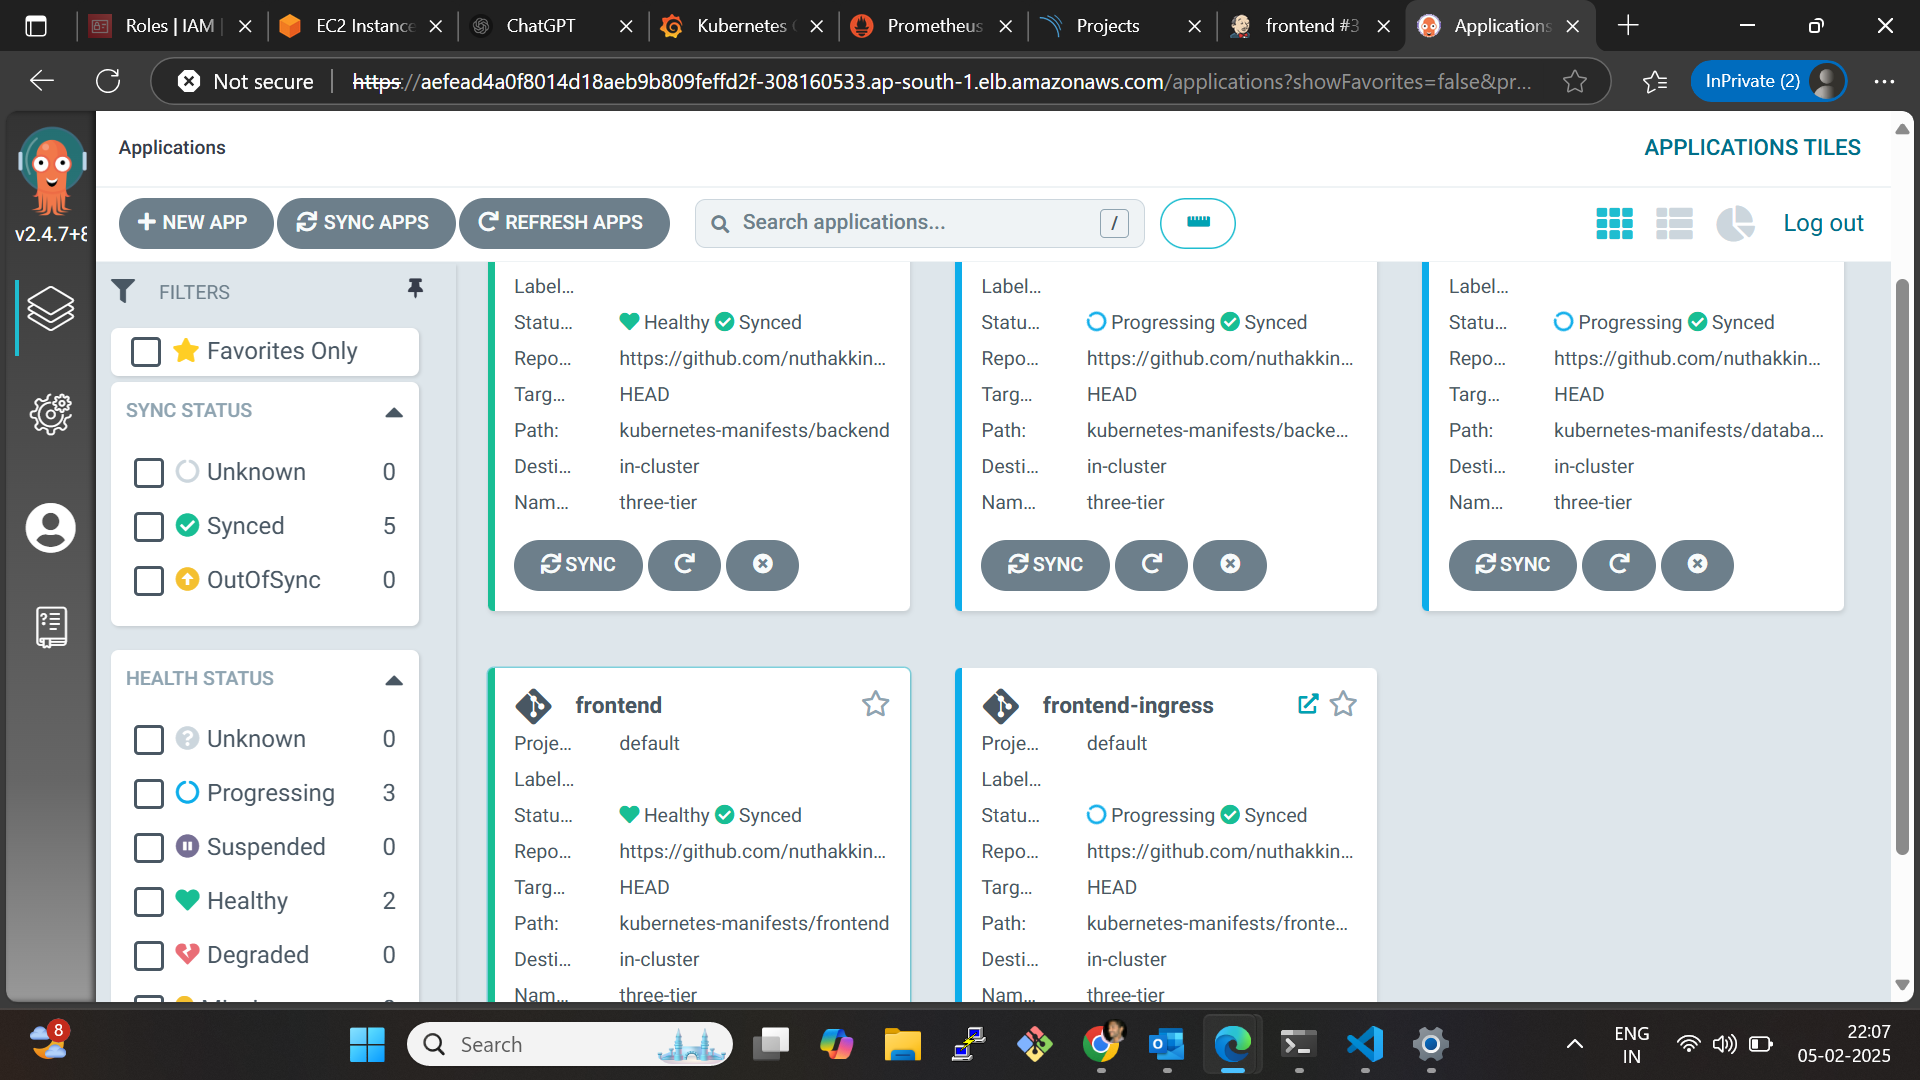 Roles | IAM
EC2 Instance
ChatGPT
Kubernetes
Prometheus
Projects
frontend #3
Applications
Not secure
https://aefead4a0f8014d18aeb9b809feffd2f-308160533.ap-south-1.elb.amazonaws.com/applications?showFavorites=false&pr...
InPrivate (2)
v2.4.7+8
Applications
APPLICATIONS TILES
NEW APP
SYNC APPS
REFRESH APPS
Search applications...
/
Log out
FILTERS
Favorites Only
SYNC STATUS
Unknown 0
Synced 5
OutOfSync 0
HEALTH STATUS
Unknown 0
Progressing 3
Suspended 0
Healthy 2
Degraded 0
Label...
Statu... Healthy Synced
Repo... https://github.com/nuthakkin...
Targ... HEAD
Path: kubernetes-manifests/backend
Desti... in-cluster
Nam... three-tier
SYNC
Label...
Statu... Progressing Synced
Repo... https://github.com/nuthakkin...
Targ... HEAD
Path: kubernetes-manifests/backe...
Desti... in-cluster
Nam... three-tier
SYNC
Label...
Statu... Progressing Synced
Repo... https://github.com/nuthakkin...
Targ... HEAD
Path: kubernetes-manifests/databa...
Desti... in-cluster
Nam... three-tier
SYNC
frontend
Proje... default
Label...
Statu... Healthy Synced
Repo... https://github.com/nuthakkin...
Targ... HEAD
Path: kubernetes-manifests/frontend
Desti... in-cluster
Nam... three-tier
frontend-ingress
Proje... default
Label...
Statu... Progressing Synced
Repo... https://github.com/nuthakkin...
Targ... HEAD
Path: kubernetes-manifests/fronte...
Desti... in-cluster
Nam... three-tier
8
Search
ENG
IN
22:07
05-02-2025